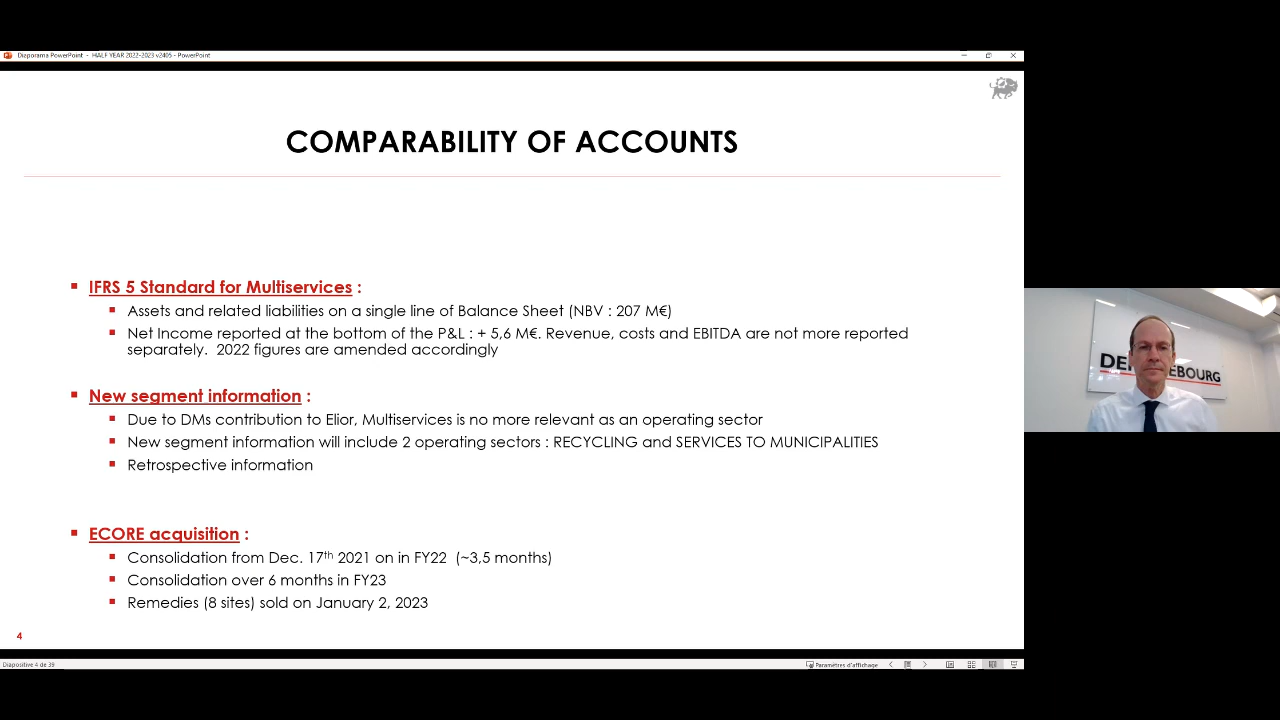 Diaporama PowerPoint - HALF YEAR 2022-2023 v2405 - PowerPoint
COMPARABILITY OF ACCOUNTS
IFRS 5 Standard for Multiservices :
Assets and related liabilities on a single line of Balance Sheet (NBV : 207 M€)
Net Income reported at the bottom of the P&L : + 5,6 M€. Revenue, costs and EBITDA are not more reported
separately. 2022 figures are amended accordingly
New segment information :
Due to DMs contribution to Elior, Multiservices is no more relevant as an operating sector
New segment information will include 2 operating sectors : RECYCLING and SERVICES TO MUNICIPALITIES
Retrospective information
ECORE acquisition :
Consolidation from Dec. 17th 2021 on in FY22 (~3,5 months)
Consolidation over 6 months in FY23
Remedies (8 sites) sold on January 2, 2023
4
Diapositive 4 de 39
Paramètres d'affichage
DE EBOURG